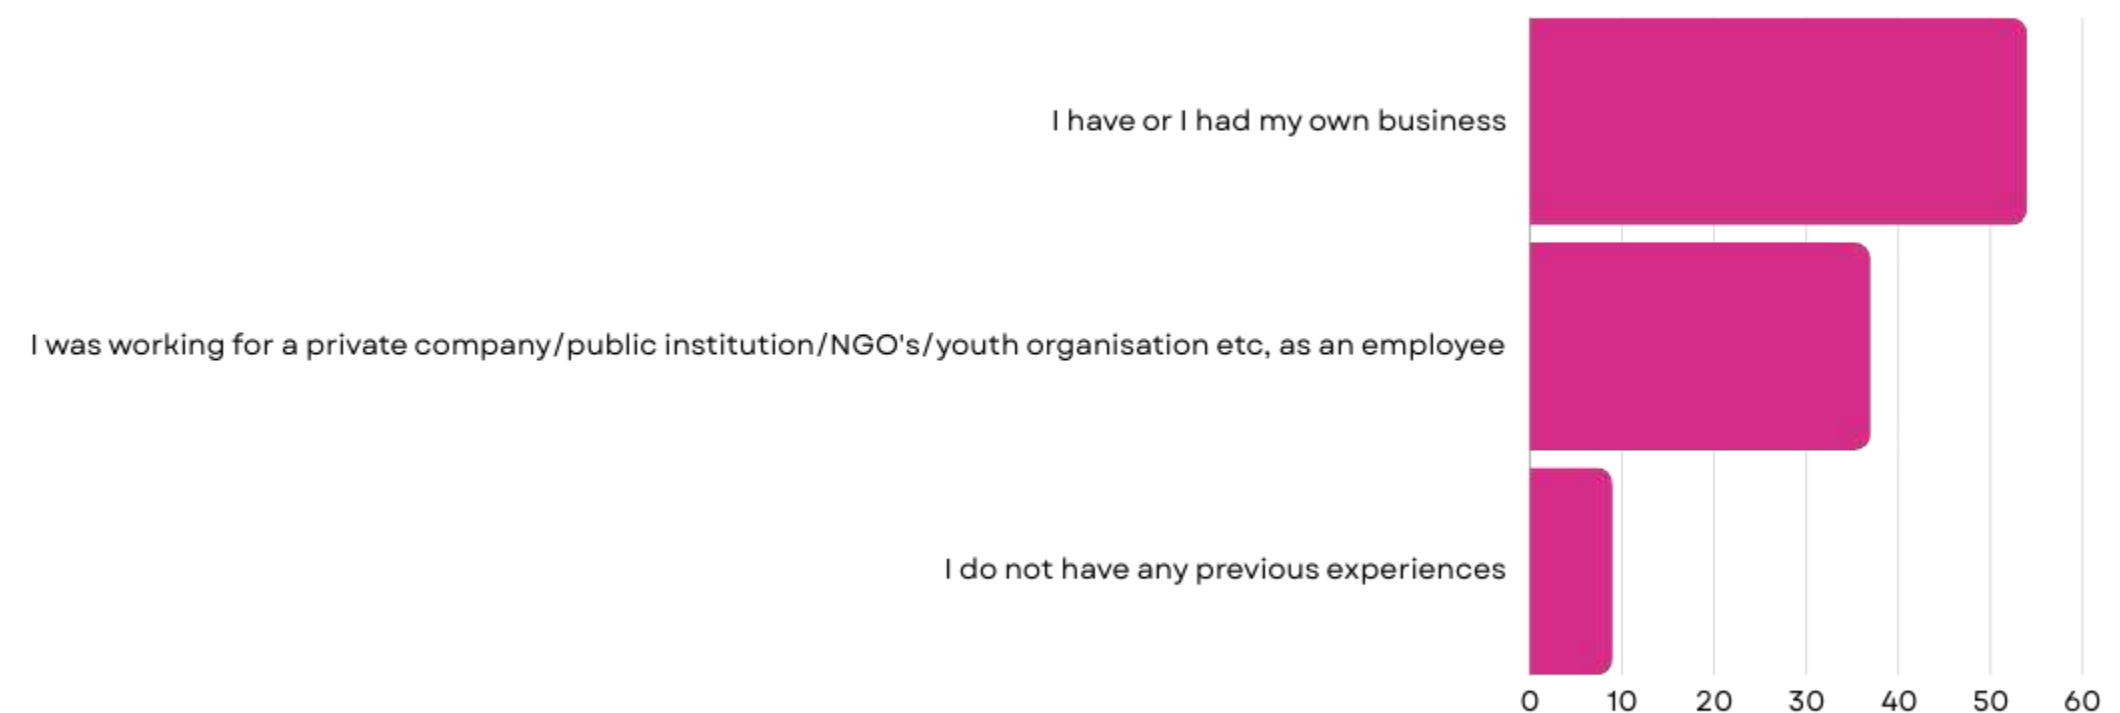 I have or I had my own business
I was working for a private company/public institution/NGO's/youth organisation etc, as an employee
I do not have any previous experiences
0 10 20 30 40 50 60